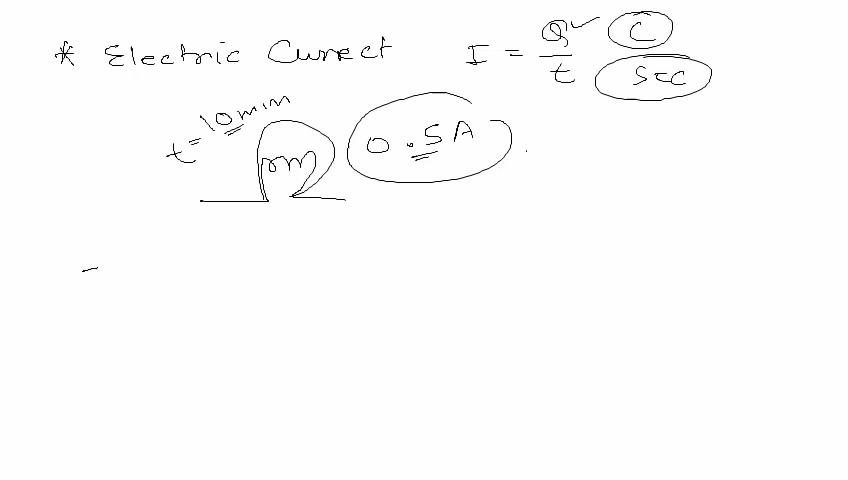 * Electric Current I = Q/t C/sec
t = 10min
0.5A